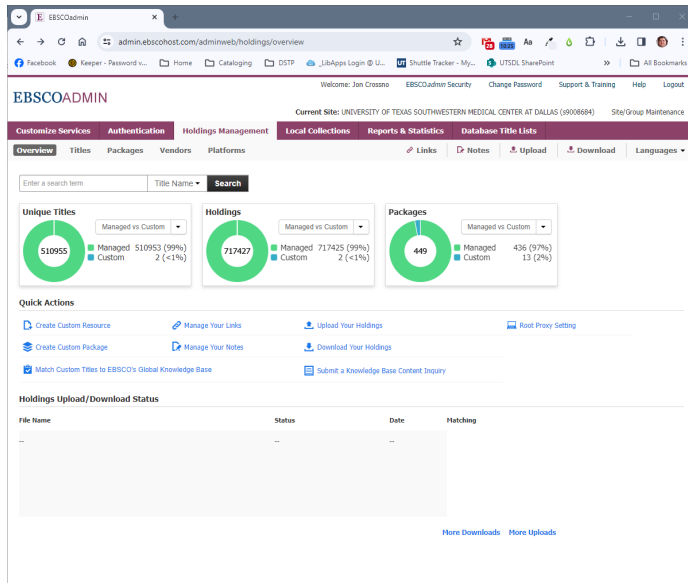 EBSCOadmin
admin.ebscohost.com/adminweb/holdings/overview
Facebook Keeper - Password v... Home Cataloging DSTP _LibApps Login @ U... Shuttle Tracker - My... UTSDL SharePoint » All Bookmarks
Welcome: Jon Crossno EBSCOadmin Security Change Password Support & Training Help Logout
EBSCOADMIN
Current Site: UNIVERSITY OF TEXAS SOUTHWESTERN MEDICAL CENTER AT DALLAS (s9008684) Site/Group Maintenance
Customize Services Authentication Holdings Management Local Collections Reports & Statistics Database Title Lists
Overview Titles Packages Vendors Platforms Links Notes Upload Download Languages
Enter a search term Title Name Search
Unique Titles Holdings Packages
Managed vs Custom Managed vs Custom Managed vs Custom
510955 Managed 510953 (99%) 717427 Managed 717425 (99%) 449 Managed 436 (97%)
Custom 2 (<1%) Custom 2 (<1%) Custom 13 (2%)
Quick Actions
Create Custom Resource Manage Your Links Upload Your Holdings Root Proxy Setting
Create Custom Package Manage Your Notes Download Your Holdings
Match Custom Titles to EBSCO's Global Knowledge Base Submit a Knowledge Base Content Inquiry
Holdings Upload/Download Status
File Name Status Date Matching
-- -- --
More Downloads More Uploads